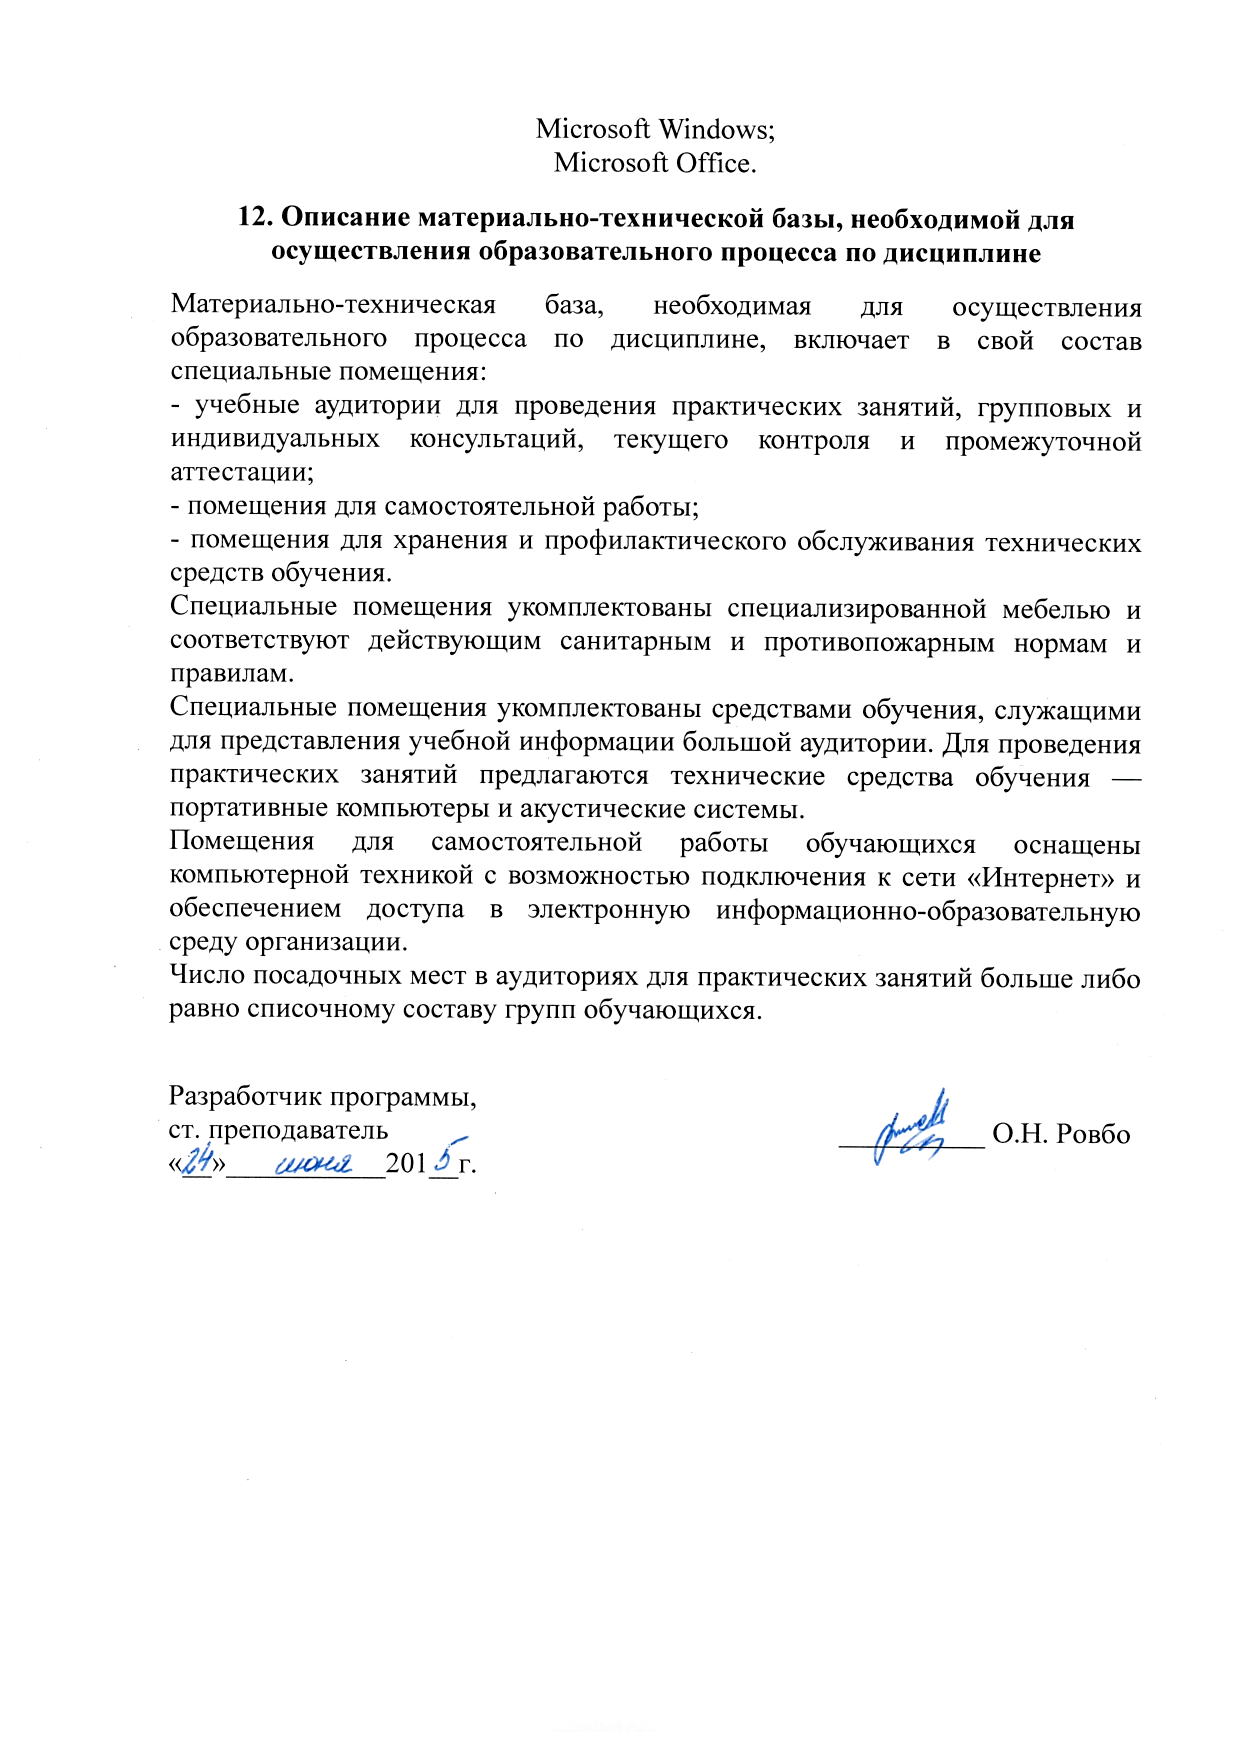 Microsoft Windows;
Microsoft Office.
12. Описание материально-технической базы, необходимой для
осуществления образовательного процесса по дисциплине
Материально-техническая база, необходимая для осуществления
образовательного процесса по дисциплине, включает в свой состав
специальные помещения:
- учебные аудитории для проведения практических занятий, групповых и
индивидуальных консультаций, текущего контроля и промежуточной
аттестации;
- помещения для самостоятельной работы;
- помещения для хранения и профилактического обслуживания технических
средств обучения.
Специальные помещения укомплектованы специализированной мебелью и
соответствуют действующим санитарным и противопожарным нормам и
правилам.
Специальные помещения укомплектованы средствами обучения, служащими
для представления учебной информации большой аудитории. Для проведения
практических занятий предлагаются технические средства обучения —
портативные компьютеры и акустические системы.
Помещения для самостоятельной работы обучающихся оснащены
компьютерной техникой с возможностью подключения к сети «Интернет» и
обеспечением доступа в электронную информационно-образовательную
среду организации.
Число посадочных мест в аудиториях для практических занятий больше либо
равно списочному составу групп обучающихся.
Разработчик программы,
ст. преподаватель О.Н. Ровбо
«24» июня 2015 г.